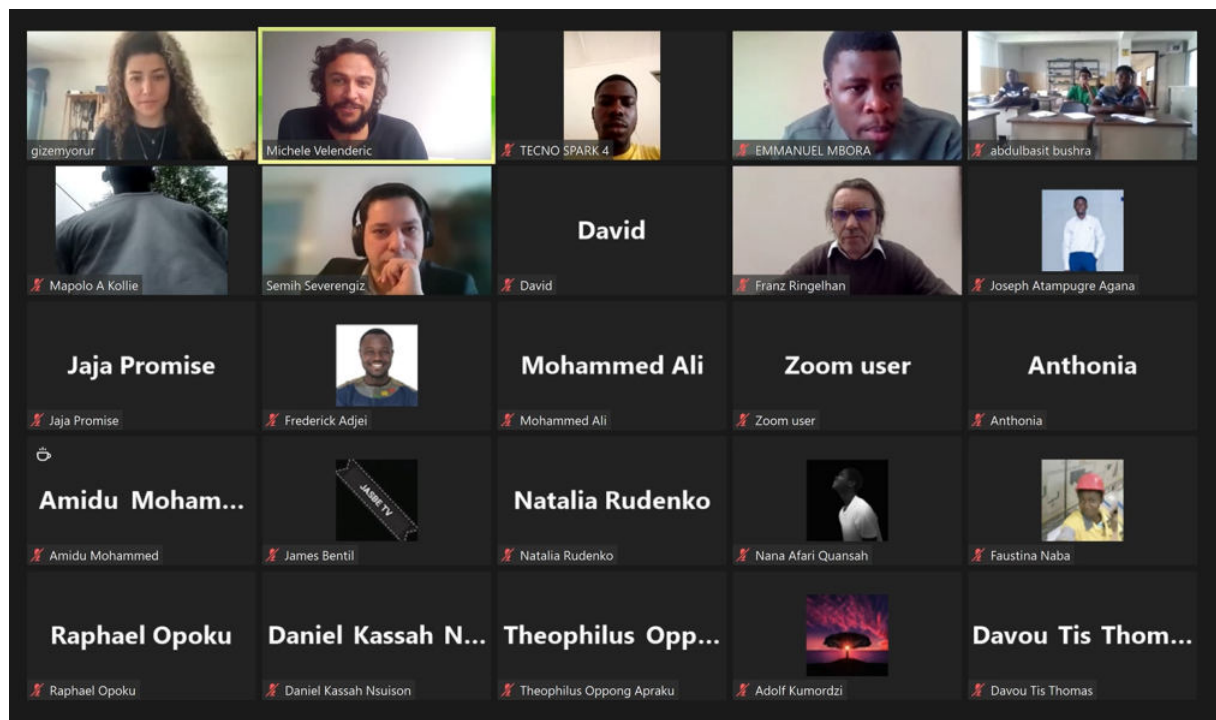 gizemyorur
Michele Velenderic
TECNO SPARK 4
EMMANUEL MBORA
abdulbasit bushra
Mapolo A Kollie
Semih Severengiz
David
David
Franz Ringelhan
Joseph Atampugre Agana
Jaja Promise
Jaja Promise
Frederick Adjei
Mohammed Ali
Mohammed Ali
Zoom user
Zoom user
Anthonia
Anthonia
Amidu Moham...
Amidu Mohammed
JASBE TV
James Bentil
Natalia Rudenko
Natalia Rudenko
Nana Afari Quansah
Faustina Naba
Raphael Opoku
Raphael Opoku
Daniel Kassah N...
Daniel Kassah Nsuison
Theophilus Opp...
Theophilus Oppong Apraku
Adolf Kumordzi
Davou Tis Thom...
Davou Tis Thomas